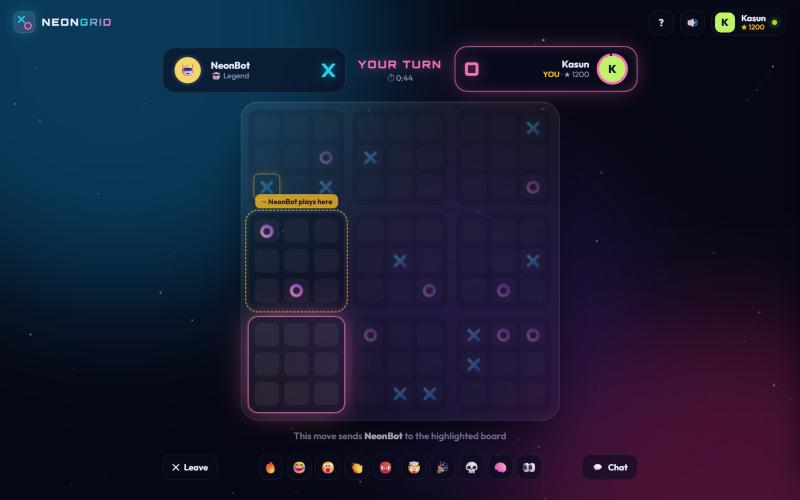 NEONGRID
?
K
Kasun
★ 1200
NeonBot
Legend
X
YOUR TURN
0:44
Kasun
YOU · ★ 1200
K
→ NeonBot plays here
This move sends NeonBot to the highlighted board
Leave
Chat